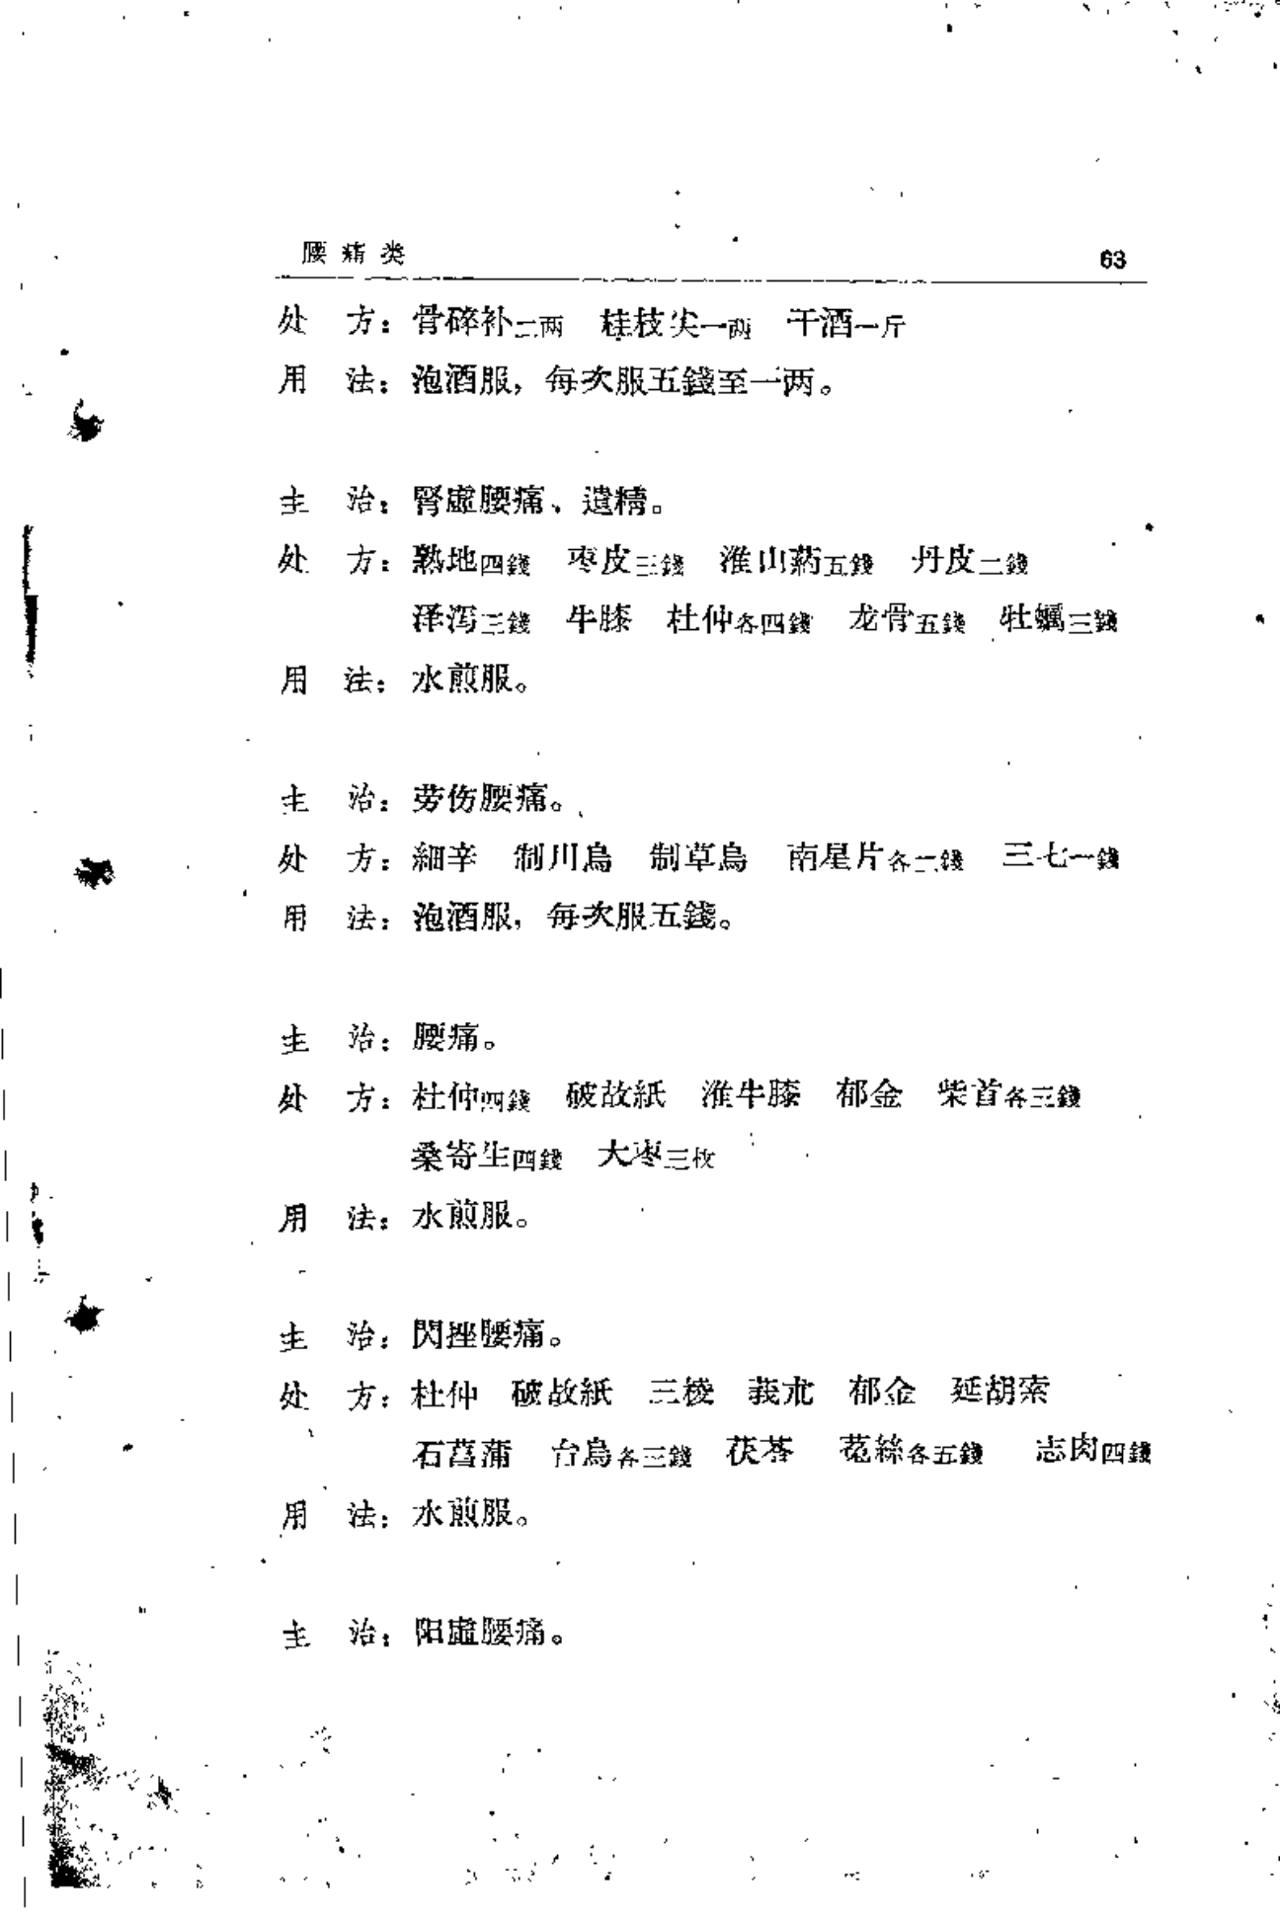 腰痛类 63
处 方：骨碎补二两 桂枝尖一两 干酒一斤
用 法：泡酒服，每次服五錢至一两。
主 治：腎虛腰痛、遺精。
处 方：熟地四錢 枣皮三錢 淮山葯五錢 丹皮二錢
泽泻三錢 牛膝 杜仲各四錢 龙骨五錢 牡蠣三錢
用 法：水煎服。
主 治：劳伤腰痛。
处 方：細辛 制川烏 制草烏 南星片各二錢 三七一錢
用 法：泡酒服，每次服五錢。
主 治：腰痛。
处 方：杜仲四錢 破故紙 淮牛膝 郁金 柴首各三錢
桑寄生四錢 大枣三枚
用 法：水煎服。
主 治：閃挫腰痛。
处 方：杜仲 破故紙 三棱 莪朮 郁金 延胡索
石菖蒲 台烏各三錢 茯苓 菟絲各五錢 志肉四錢
用 法：水煎服。
主 治：阳虛腰痛。